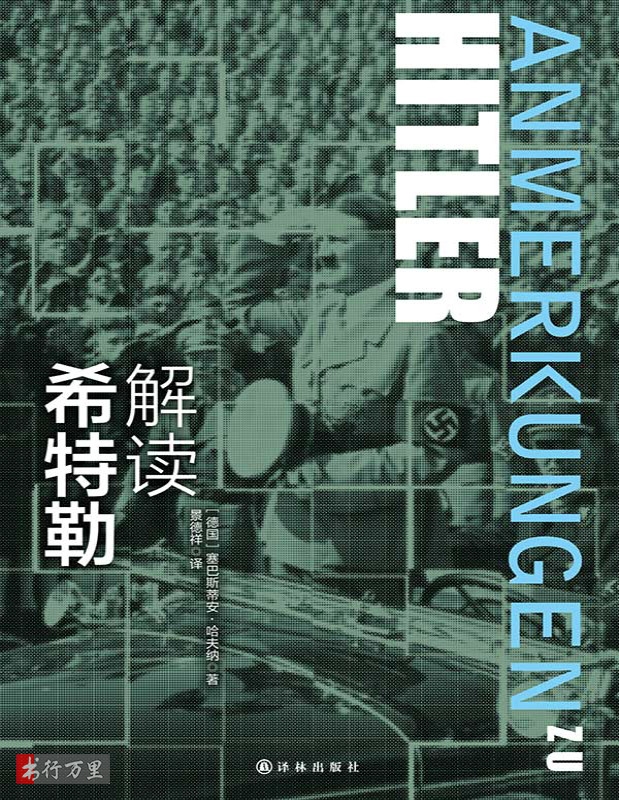 ANMERKUNGEN ZU
HITLER
解读
希特勒
［德国］塞巴斯蒂安·哈夫纳◎著
景德祥◎译
译林出版社
书行万里